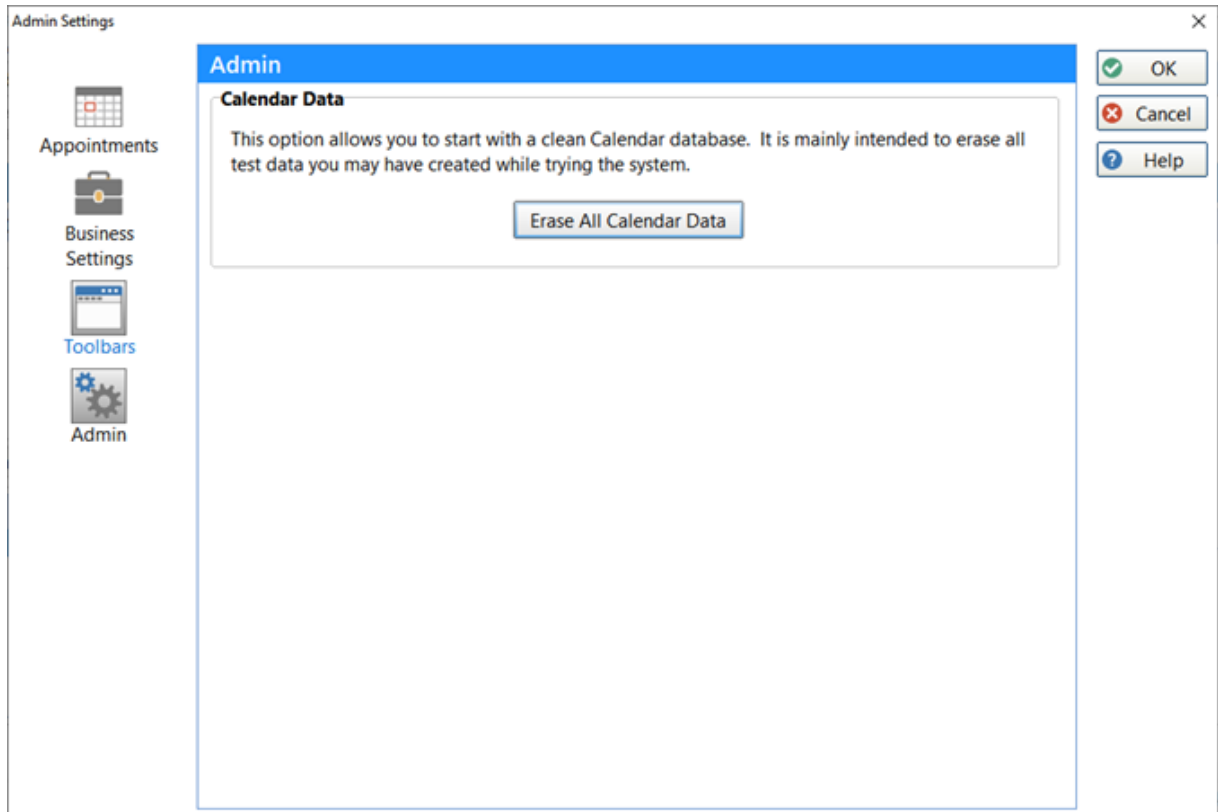 Admin Settings
Admin
Calendar Data
This option allows you to start with a clean Calendar database.  It is mainly intended to erase all
test data you may have created while trying the system.
Erase All Calendar Data
Appointments
Business
Settings
Toolbars
Admin
OK
Cancel
Help